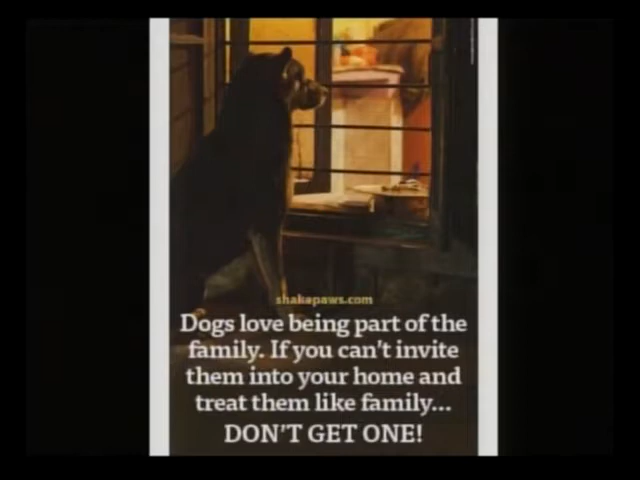 shakapaws.com
Dogs love being part of the
family. If you can't invite
them into your home and
treat them like family...
DON'T GET ONE!